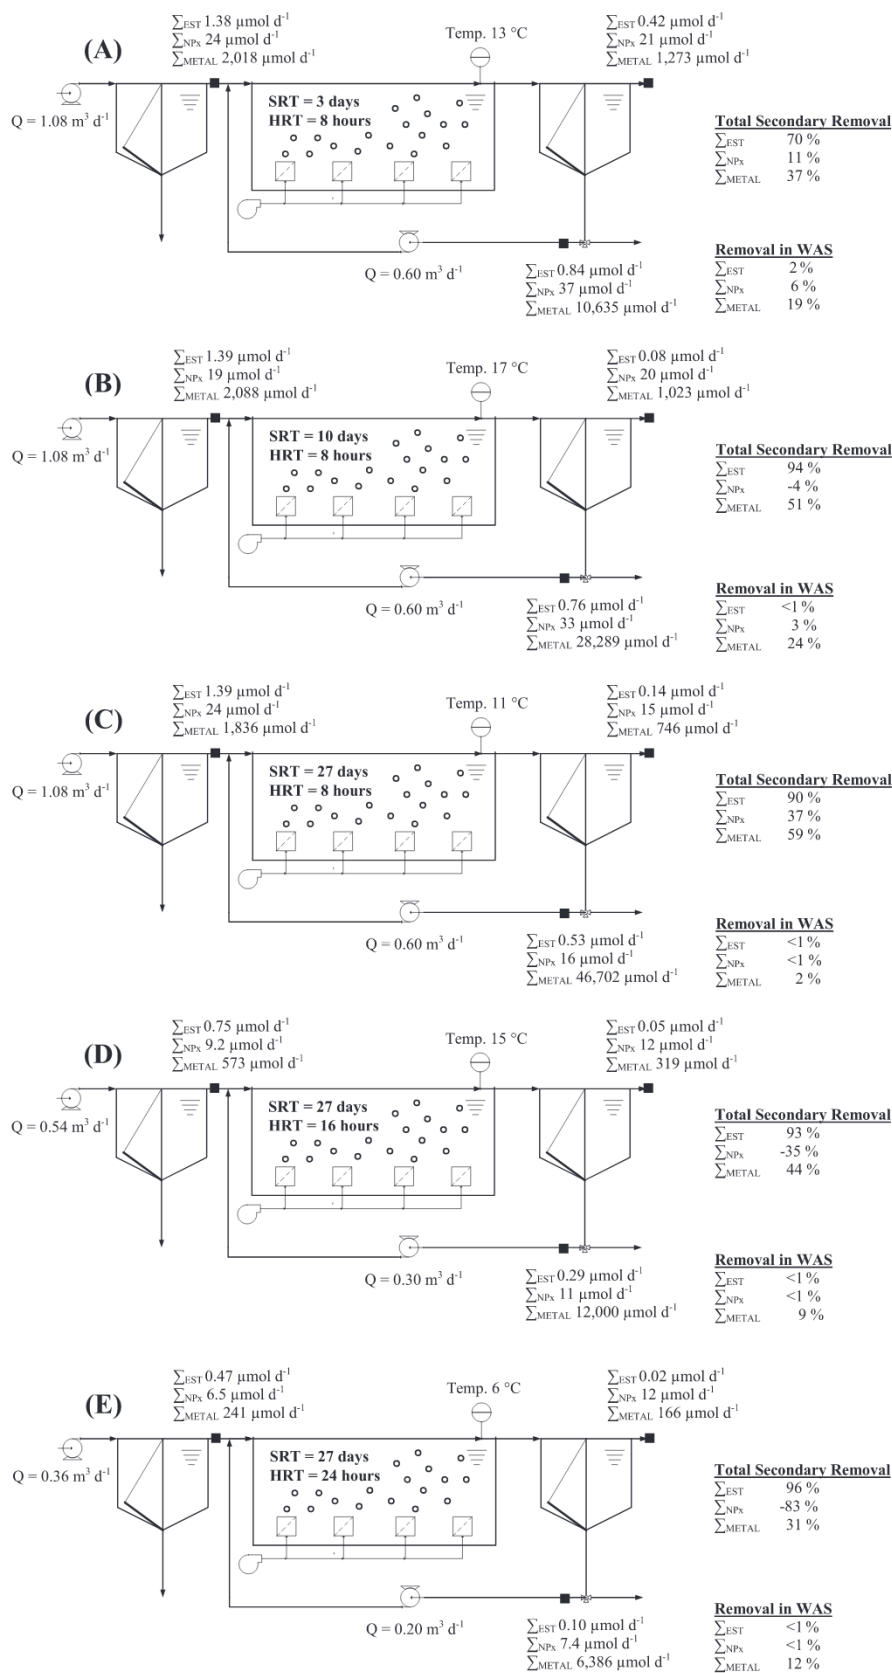 ∑EST 1.38 µmol d-1
∑NPx 24 µmol d-1
∑METAL 2,018 µmol d-1
Temp. 13 °C
∑EST 0.42 µmol d-1
∑NPx 21 µmol d-1
∑METAL 1,273 µmol d-1
(A)
Q = 1.08 m3 d-1
SRT = 3 days
HRT = 8 hours
Total Secondary Removal
∑EST 70 %
∑NPx 11 %
∑METAL 37 %
Q = 0.60 m3 d-1
∑EST 0.84 µmol d-1
∑NPx 37 µmol d-1
∑METAL 10,635 µmol d-1
Removal in WAS
∑EST 2 %
∑NPx 6 %
∑METAL 19 %
∑EST 1.39 µmol d-1
∑NPx 19 µmol d-1
∑METAL 2,088 µmol d-1
Temp. 17 °C
∑EST 0.08 µmol d-1
∑NPx 20 µmol d-1
∑METAL 1,023 µmol d-1
(B)
Q = 1.08 m3 d-1
SRT = 10 days
HRT = 8 hours
Total Secondary Removal
∑EST 94 %
∑NPx -4 %
∑METAL 51 %
Q = 0.60 m3 d-1
∑EST 0.76 µmol d-1
∑NPx 33 µmol d-1
∑METAL 28,289 µmol d-1
Removal in WAS
∑EST <1 %
∑NPx 3 %
∑METAL 24 %
∑EST 1.39 µmol d-1
∑NPx 24 µmol d-1
∑METAL 1,836 µmol d-1
Temp. 11 °C
∑EST 0.14 µmol d-1
∑NPx 15 µmol d-1
∑METAL 746 µmol d-1
(C)
Q = 1.08 m3 d-1
SRT = 27 days
HRT = 8 hours
Total Secondary Removal
∑EST 90 %
∑NPx 37 %
∑METAL 59 %
Q = 0.60 m3 d-1
∑EST 0.53 µmol d-1
∑NPx 16 µmol d-1
∑METAL 46,702 µmol d-1
Removal in WAS
∑EST <1 %
∑NPx <1 %
∑METAL 2 %
∑EST 0.75 µmol d-1
∑NPx 9.2 µmol d-1
∑METAL 573 µmol d-1
Temp. 15 °C
∑EST 0.05 µmol d-1
∑NPx 12 µmol d-1
∑METAL 319 µmol d-1
(D)
Q = 0.54 m3 d-1
SRT = 27 days
HRT = 16 hours
Total Secondary Removal
∑EST 93 %
∑NPx -35 %
∑METAL 44 %
Q = 0.30 m3 d-1
∑EST 0.29 µmol d-1
∑NPx 11 µmol d-1
∑METAL 12,000 µmol d-1
Removal in WAS
∑EST <1 %
∑NPx <1 %
∑METAL 9 %
∑EST 0.47 µmol d-1
∑NPx 6.5 µmol d-1
∑METAL 241 µmol d-1
Temp. 6 °C
∑EST 0.02 µmol d-1
∑NPx 12 µmol d-1
∑METAL 166 µmol d-1
(E)
Q = 0.36 m3 d-1
SRT = 27 days
HRT = 24 hours
Total Secondary Removal
∑EST 96 %
∑NPx -83 %
∑METAL 31 %
Q = 0.20 m3 d-1
∑EST 0.10 µmol d-1
∑NPx 7.4 µmol d-1
∑METAL 6,386 µmol d-1
Removal in WAS
∑EST <1 %
∑NPx <1 %
∑METAL 12 %